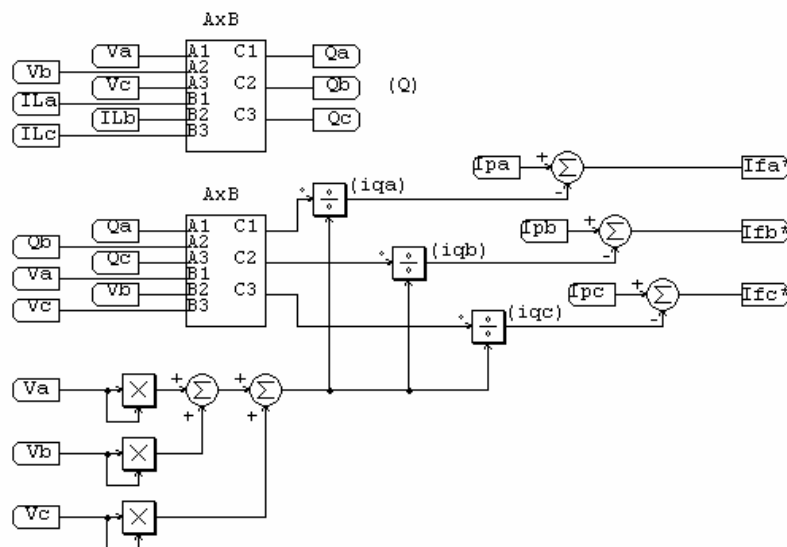 AxB
Va A1 C1 Qa
Vb A2
Vc A3 C2 Qb (Q)
ILa B1
ILb B2 C3 Qc
ILc B3
Ipa + Σ - Ifa*
AxB
÷ (iqa)
Qa A1 C1
Qb A2
Ipb + Σ - Ifb*
Qc A3 C2 ÷ (iqb)
Va B1
Vb B2 C3
Vc B3
Ipc + Σ - Ifc*
÷ (iqc)
Va × + Σ + + Σ +
Vb ×
Vc ×